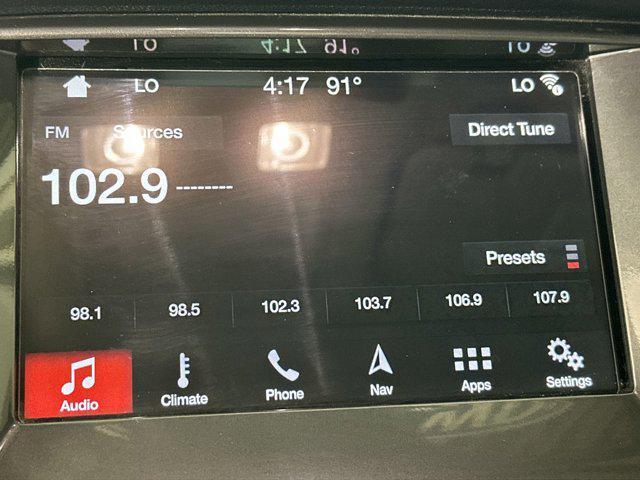 LO 4:17 91° LO
FM Sources Direct Tune
102.9 --------
Presets
98.1 98.5 102.3 103.7 106.9 107.9
Audio Climate Phone Nav Apps Settings